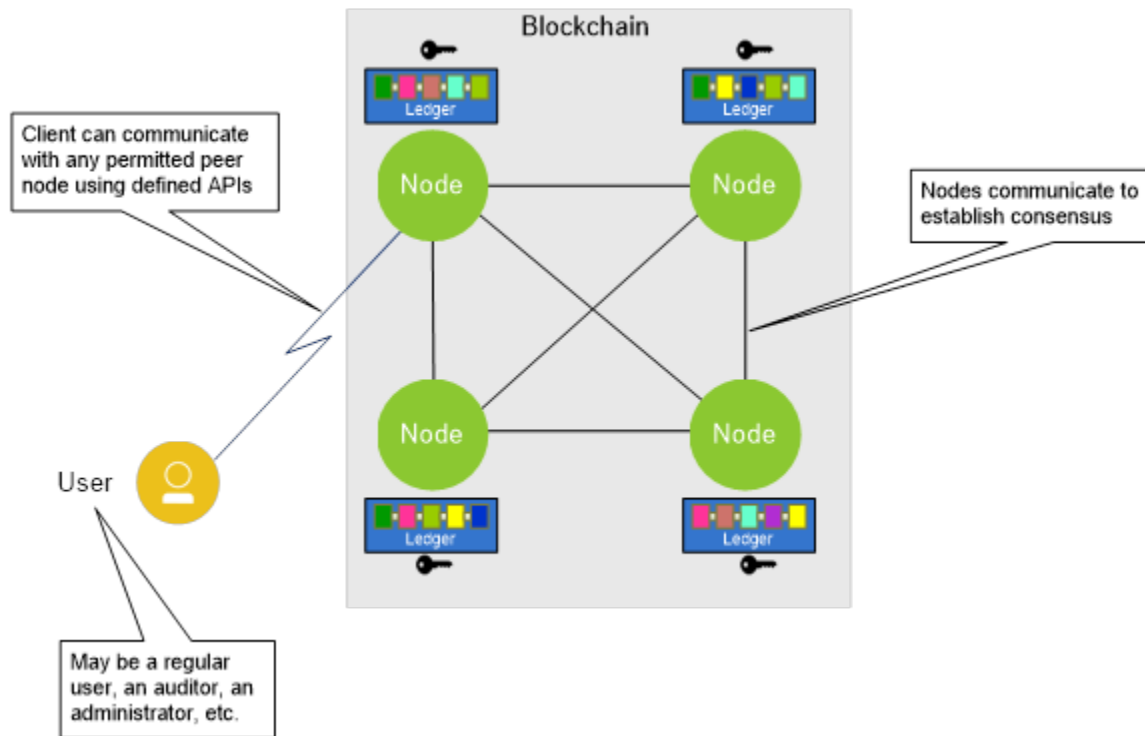 Blockchain
Ledger
Ledger
Client can communicate
with any permitted peer
node using defined APIs
Node
Node
Nodes communicate to
establish consensus
Node
Node
User
Ledger
Ledger
May be a regular
user, an auditor, an
administrator, etc.